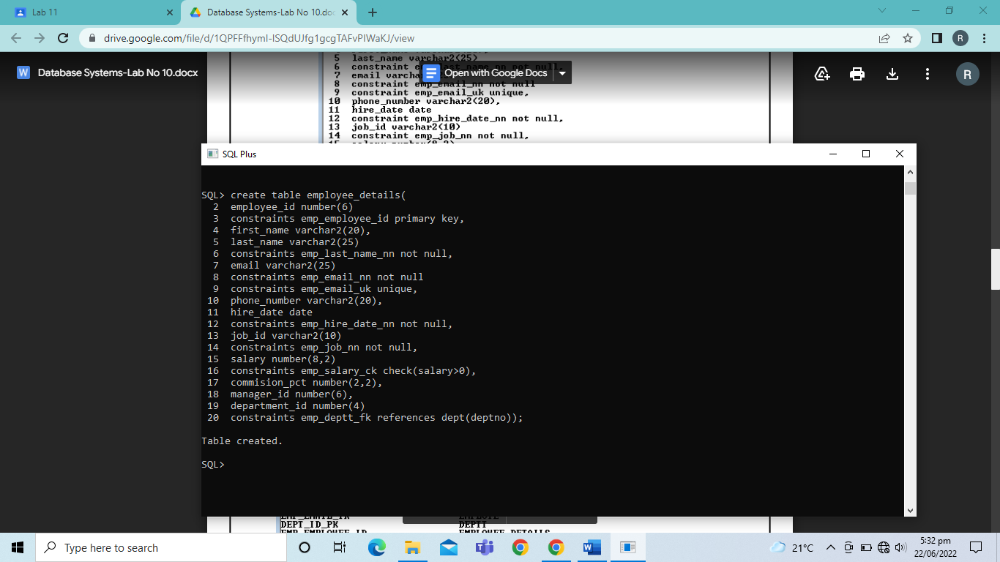 Lab 11
Database Systems-Lab No 10.doc
drive.google.com/file/d/1QPFFfhymI-ISQdUJfg1gcgTAFvPIWaKJ/view
R
W Database Systems-Lab No 10.docx
Open with Google Docs
R
5 last_name varchar2(25)
6 constraint emp_last_name_nn not null,
7 email varcha
8 constraint emp_email_nn not null
9 constraint emp_email_uk unique,
10 phone_number varchar2(20),
11 hire_date date
12 constraint emp_hire_date_nn not null,
13 job_id varchar2(10)
14 constraint emp_job_nn not null,
SQL Plus
SQL> create table employee_details(
2 employee_id number(6)
3 constraints emp_employee_id primary key,
4 first_name varchar2(20),
5 last_name varchar2(25)
6 constraints emp_last_name_nn not null,
7 email varchar2(25)
8 constraints emp_email_nn not null
9 constraints emp_email_uk unique,
10 phone_number varchar2(20),
11 hire_date date
12 constraints emp_hire_date_nn not null,
13 job_id varchar2(10)
14 constraints emp_job_nn not null,
15 salary number(8,2)
16 constraints emp_salary_ck check(salary>0),
17 commision_pct number(2,2),
18 manager_id number(6),
19 department_id number(4)
20 constraints emp_deptt_fk references dept(deptno));
Table created.
SQL>
DEPT_ID_PK DEPTT
EMP_EMPLOYEE_ID EMPLOYEE_DETAILS
Type here to search
21°C
5:32 pm
22/06/2022